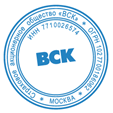 Страховое акционерное общество «ВСК»
* ОГРН 1027700186062 *
МОСКВА
ИНН 7710026574
ВСК